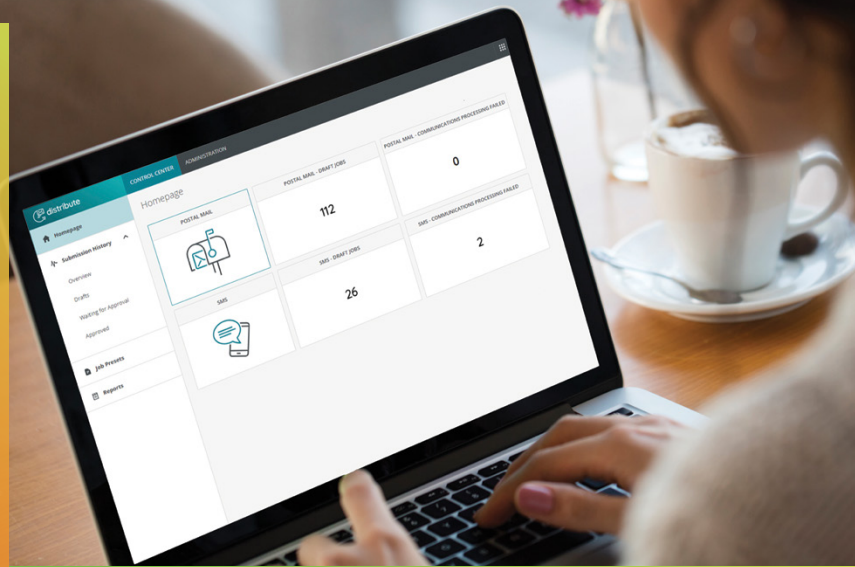 distribute
CONTROL CENTER
ADMINISTRATION
Homepage
Submission History
Overview
Drafts
Waiting for Approval
Approved
Job Presets
Reports
Homepage
POSTAL MAIL
POSTAL MAIL - DRAFT JOBS
112
POSTAL MAIL - COMMUNICATIONS PROCESSING FAILED
0
SMS
SMS - DRAFT JOBS
26
SMS - COMMUNICATIONS PROCESSING FAILED
2